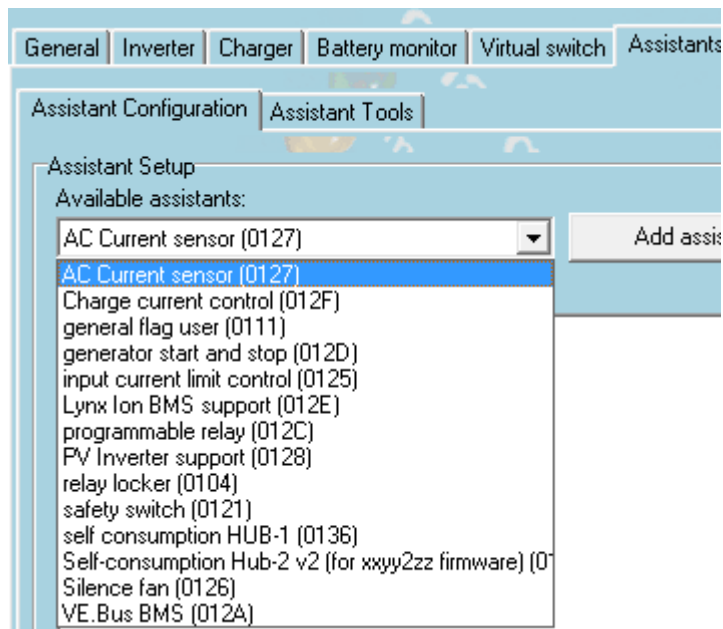 General Inverter Charger Battery monitor Virtual switch Assistants
Assistant Configuration Assistant Tools
Assistant Setup
Available assistants:
AC Current sensor (0127) Add
AC Current sensor (0127)
Charge current control (012F)
general flag user (0111)
generator start and stop (012D)
input current limit control (0125)
Lynx Ion BMS support (012E)
programmable relay (012C)
PV Inverter support (0128)
relay locker (0104)
safety switch (0121)
self consumption HUB-1 (0136)
Self-consumption Hub-2 v2 (for xxyy2zz firmware)
Silence fan (0126)
VE.Bus BMS (012A)